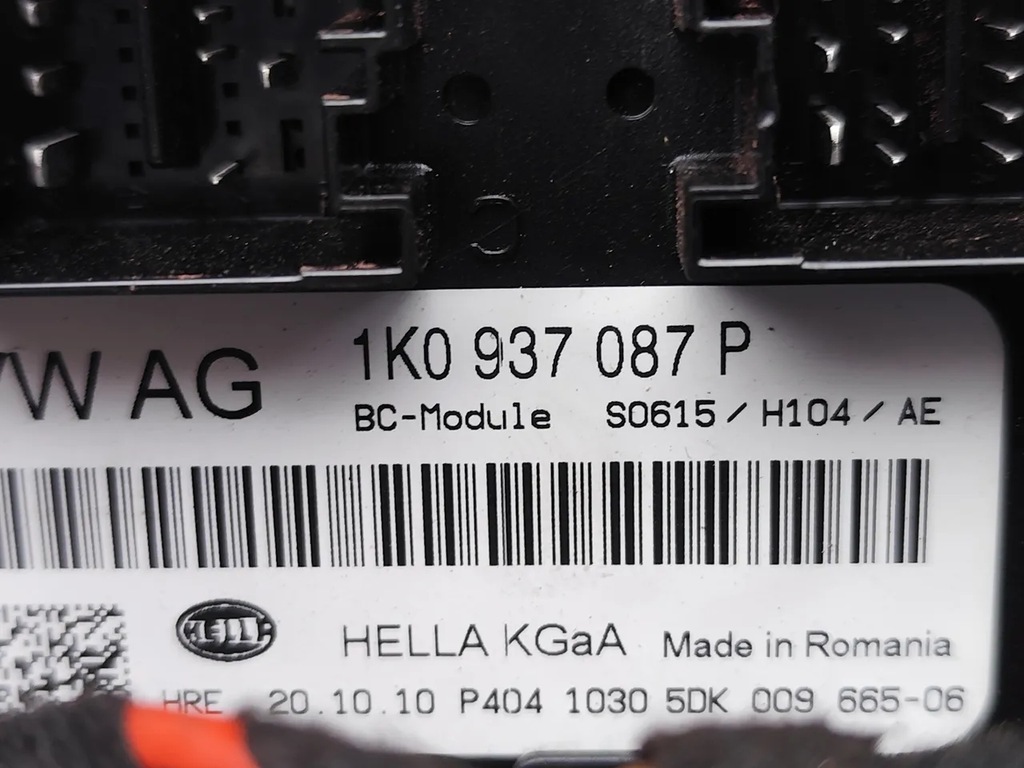 VW AG 1K0 937 087 P
BC-Module S0615 / H104 / AE
HELLA HELLA KGaA Made in Romania
HRE 20.10.10 P404 1030 5DK 009 665-06